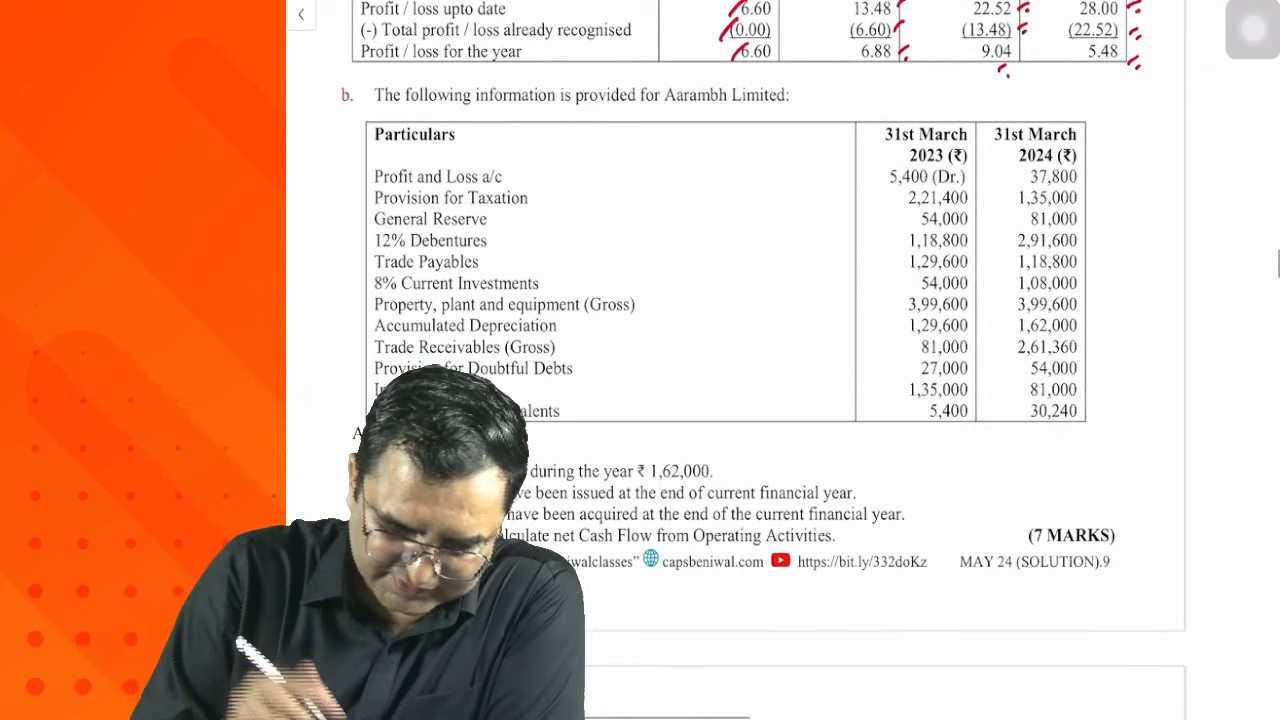 Profit / loss upto date 6.60 13.48 22.52 28.00
(-) Total profit / loss already recognised (0.00) (6.60) (13.48) (22.52)
Profit / loss for the year 6.60 6.88 9.04 5.48
b. The following information is provided for Aarambh Limited:
Particulars 31st March 2023 (₹) 31st March 2024 (₹)
Profit and Loss a/c 5,400 (Dr.) 37,800
Provision for Taxation 2,21,400 1,35,000
General Reserve 54,000 81,000
12% Debentures 1,18,800 2,91,600
Trade Payables 1,29,600 1,18,800
8% Current Investments 54,000 1,08,000
Property, plant and equipment (Gross) 3,99,600 3,99,600
Accumulated Depreciation 1,29,600 1,62,000
Trade Receivables (Gross) 81,000 2,61,360
for Doubtful Debts 27,000 54,000
1,35,000 81,000
5,400 30,240
during the year ₹ 1,62,000.
been issued at the end of current financial year.
have been acquired at the end of the current financial year.
net Cash Flow from Operating Activities. (7 MARKS)
capsbeniwal.com https://bit.ly/332doKz MAY 24 (SOLUTION).9